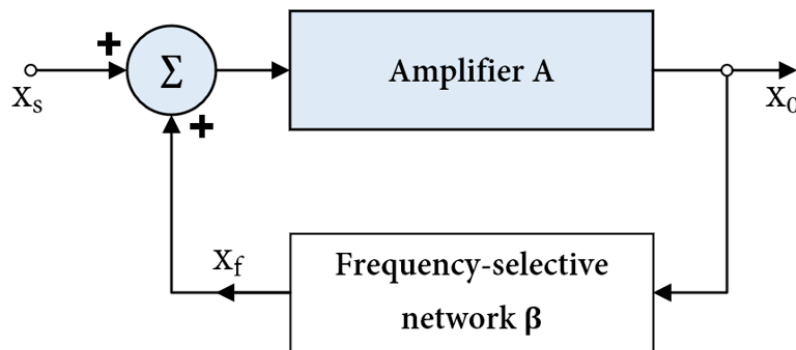 +
Σ
Amplifier A
Xs
+
X0
Xf
Frequency-selective
network β